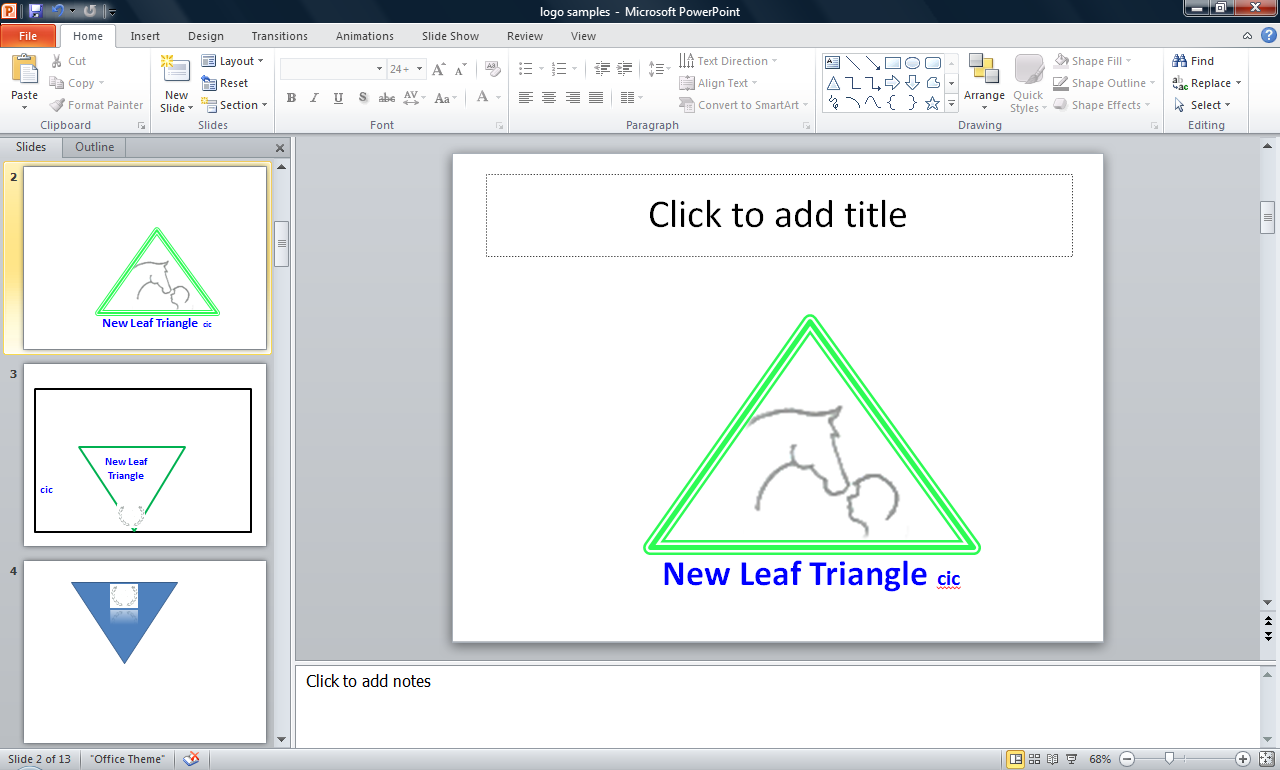 logo samples - Microsoft PowerPoint
File Home Insert Design Transitions Animations Slide Show Review View
Paste
Cut
Copy
Format Painter
Clipboard
New Slide
Layout
Reset
Section
Slides
24+
B I U S abc AV Aa A
Font
Text Direction
Align Text
Convert to SmartArt
Paragraph
Arrange
Quick Styles
Shape Fill
Shape Outline
Shape Effects
Drawing
Find
Replace
Select
Editing
Slides Outline
2
New Leaf Triangle cic
3
New Leaf
Triangle
cic
4
Click to add title
New Leaf Triangle cic
Click to add notes
Slide 2 of 13 "Office Theme" 68%